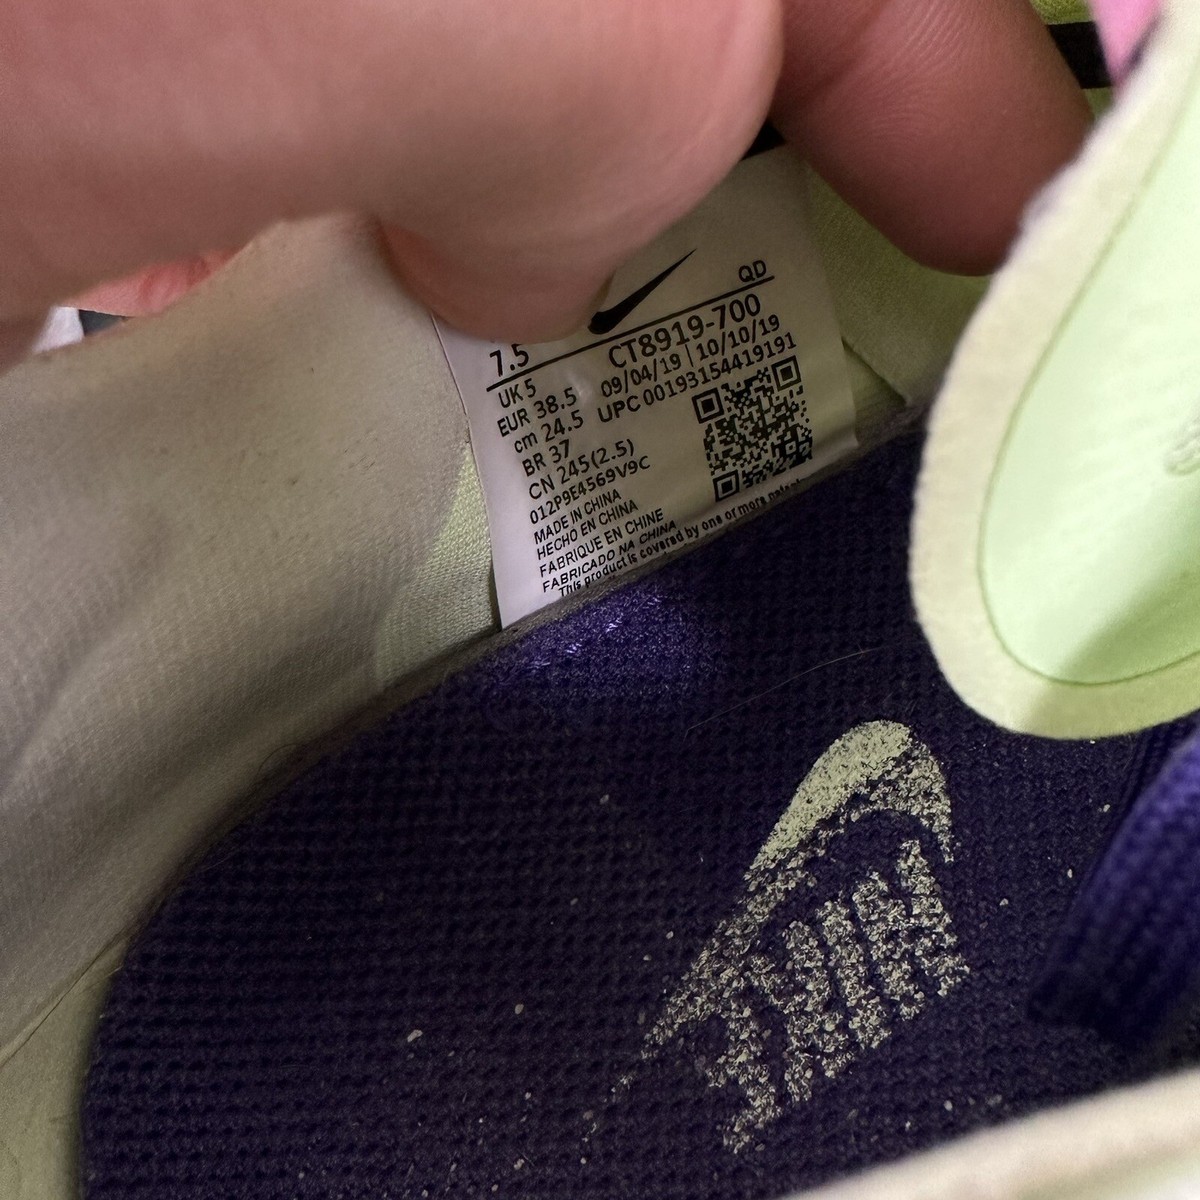 QD
7.5
CT8919-700
UK 5
09/04/19 | 10/10/19
EUR 38.5
UPC 00193154419191
cm 24.5
BR 37
CN 245(2.5)
012P9E4569V9C
MADE IN CHINA
HECHO EN CHINA
FABRIQUE EN CHINE
FABRICADO NA CHINA
This product is covered by one or more
NIKE